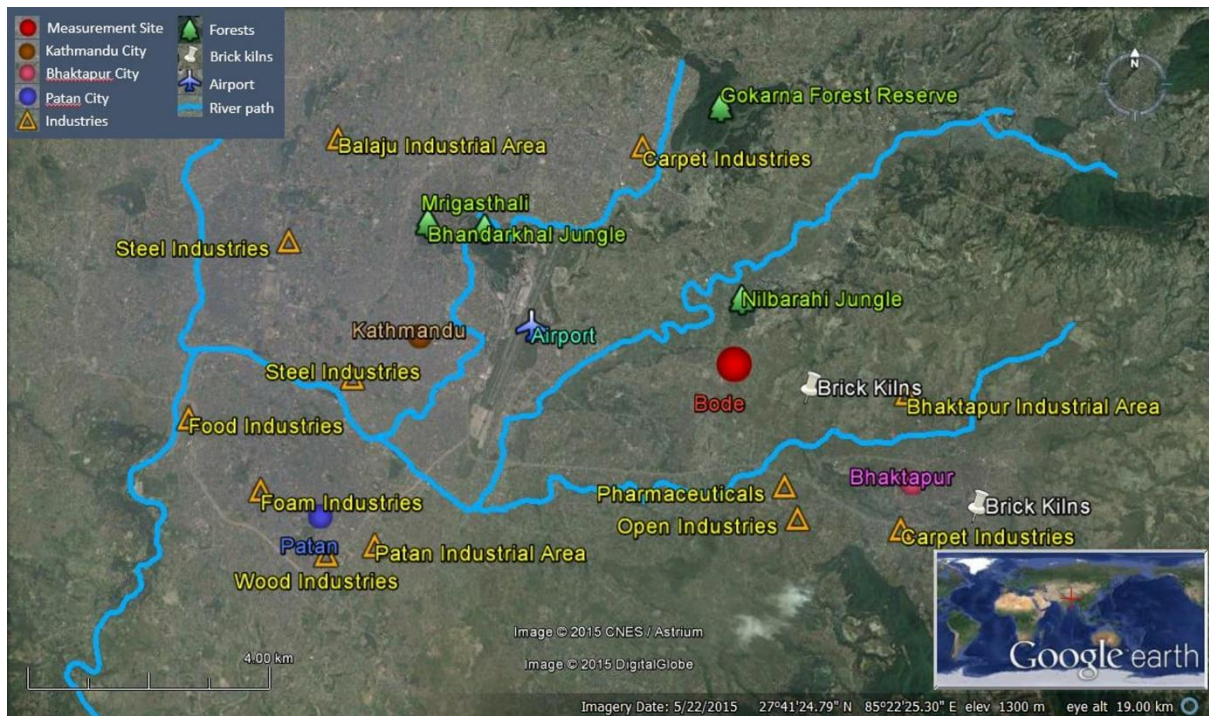 Measurement Site
Kathmandu City
Bhaktapur City
Patan City
Industries
Forests
Brick kilns
Airport
River path
N
Gokarna Forest Reserve
Balaju Industrial Area
Carpet Industries
Mrigasthali
Bhandarkhal Jungle
Steel Industries
Nilbarahi Jungle
Kathmandu
Airport
Steel Industries
Brick Kilns
Bode
Bhaktapur Industrial Area
Food Industries
Bhaktapur
Pharmaceuticals
Foam Industries
Brick Kilns
Open Industries
Carpet Industries
Patan
Patan Industrial Area
Wood Industries
Image © 2015 CNES / Astrium
4.00 km
Image © 2015 DigitalGlobe
Google earth
Imagery Date: 5/22/2015 27°41'24.79" N 85°22'25.30" E elev 1300 m eye alt 19.00 km